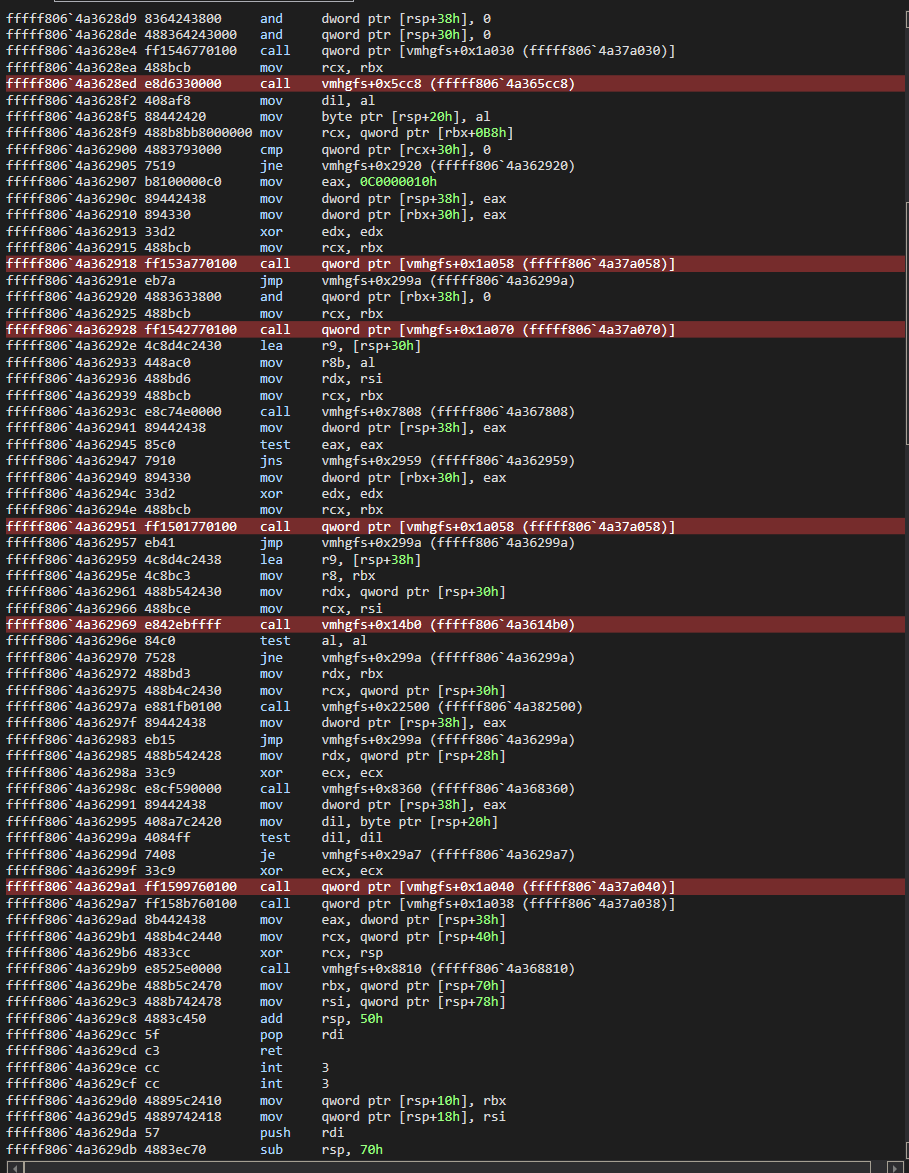 fffff806`4a3628d9 8364243800 and dword ptr [rsp+38h], 0
fffff806`4a3628de 488364243000 and qword ptr [rsp+30h], 0
fffff806`4a3628e4 ff1546770100 call qword ptr [vmhgfs+0x1a030 (fffff806`4a37a030)]
fffff806`4a3628ea 488bcb mov rcx, rbx
fffff806`4a3628ed e8d6330000 call vmhgfs+0x5cc8 (fffff806`4a365cc8)
fffff806`4a3628f2 408af8 mov dil, al
fffff806`4a3628f5 88442420 mov byte ptr [rsp+20h], al
fffff806`4a3628f9 488b8bb8000000 mov rcx, qword ptr [rbx+0B8h]
fffff806`4a362900 4883793000 cmp qword ptr [rcx+30h], 0
fffff806`4a362905 7519 jne vmhgfs+0x2920 (fffff806`4a362920)
fffff806`4a362907 b8100000c0 mov eax, 0C0000010h
fffff806`4a36290c 89442438 mov dword ptr [rsp+38h], eax
fffff806`4a362910 894330 mov dword ptr [rbx+30h], eax
fffff806`4a362913 33d2 xor edx, edx
fffff806`4a362915 488bcb mov rcx, rbx
fffff806`4a362918 ff153a770100 call qword ptr [vmhgfs+0x1a058 (fffff806`4a37a058)]
fffff806`4a36291e eb7a jmp vmhgfs+0x299a (fffff806`4a36299a)
fffff806`4a362920 4883633800 and qword ptr [rbx+38h], 0
fffff806`4a362925 488bcb mov rcx, rbx
fffff806`4a362928 ff1542770100 call qword ptr [vmhgfs+0x1a070 (fffff806`4a37a070)]
fffff806`4a36292e 4c8d4c2430 lea r9, [rsp+30h]
fffff806`4a362933 448ac0 mov r8b, al
fffff806`4a362936 488bd6 mov rdx, rsi
fffff806`4a362939 488bcb mov rcx, rbx
fffff806`4a36293c e8c74e0000 call vmhgfs+0x7808 (fffff806`4a367808)
fffff806`4a362941 89442438 mov dword ptr [rsp+38h], eax
fffff806`4a362945 85c0 test eax, eax
fffff806`4a362947 7910 jns vmhgfs+0x2959 (fffff806`4a362959)
fffff806`4a362949 894330 mov dword ptr [rbx+30h], eax
fffff806`4a36294c 33d2 xor edx, edx
fffff806`4a36294e 488bcb mov rcx, rbx
fffff806`4a362951 ff1501770100 call qword ptr [vmhgfs+0x1a058 (fffff806`4a37a058)]
fffff806`4a362957 eb41 jmp vmhgfs+0x299a (fffff806`4a36299a)
fffff806`4a362959 4c8d4c2438 lea r9, [rsp+38h]
fffff806`4a36295e 4c8bc3 mov r8, rbx
fffff806`4a362961 488b542430 mov rdx, qword ptr [rsp+30h]
fffff806`4a362966 488bce mov rcx, rsi
fffff806`4a362969 e842ebffff call vmhgfs+0x14b0 (fffff806`4a3614b0)
fffff806`4a36296e 84c0 test al, al
fffff806`4a362970 7528 jne vmhgfs+0x299a (fffff806`4a36299a)
fffff806`4a362972 488bd3 mov rdx, rbx
fffff806`4a362975 488b4c2430 mov rcx, qword ptr [rsp+30h]
fffff806`4a36297a e881fb0100 call vmhgfs+0x22500 (fffff806`4a382500)
fffff806`4a36297f 89442438 mov dword ptr [rsp+38h], eax
fffff806`4a362983 eb15 jmp vmhgfs+0x299a (fffff806`4a36299a)
fffff806`4a362985 488b542428 mov rdx, qword ptr [rsp+28h]
fffff806`4a36298a 33c9 xor ecx, ecx
fffff806`4a36298c e8cf590000 call vmhgfs+0x8360 (fffff806`4a368360)
fffff806`4a362991 89442438 mov dword ptr [rsp+38h], eax
fffff806`4a362995 408a7c2420 mov dil, byte ptr [rsp+20h]
fffff806`4a36299a 4084ff test dil, dil
fffff806`4a36299d 7408 je vmhgfs+0x29a7 (fffff806`4a3629a7)
fffff806`4a36299f 33c9 xor ecx, ecx
fffff806`4a3629a1 ff1599760100 call qword ptr [vmhgfs+0x1a040 (fffff806`4a37a040)]
fffff806`4a3629a7 ff158b760100 call qword ptr [vmhgfs+0x1a038 (fffff806`4a37a038)]
fffff806`4a3629ad 8b442438 mov eax, dword ptr [rsp+38h]
fffff806`4a3629b1 488b4c2440 mov rcx, qword ptr [rsp+40h]
fffff806`4a3629b6 4833cc xor rcx, rsp
fffff806`4a3629b9 e8525e0000 call vmhgfs+0x8810 (fffff806`4a368810)
fffff806`4a3629be 488b5c2470 mov rbx, qword ptr [rsp+70h]
fffff806`4a3629c3 488b742478 mov rsi, qword ptr [rsp+78h]
fffff806`4a3629c8 4883c450 add rsp, 50h
fffff806`4a3629cc 5f pop rdi
fffff806`4a3629cd c3 ret
fffff806`4a3629ce cc int 3
fffff806`4a3629cf cc int 3
fffff806`4a3629d0 48895c2410 mov qword ptr [rsp+10h], rbx
fffff806`4a3629d5 4889742418 mov qword ptr [rsp+18h], rsi
fffff806`4a3629da 57 push rdi
fffff806`4a3629db 4883ec70 sub rsp, 70h